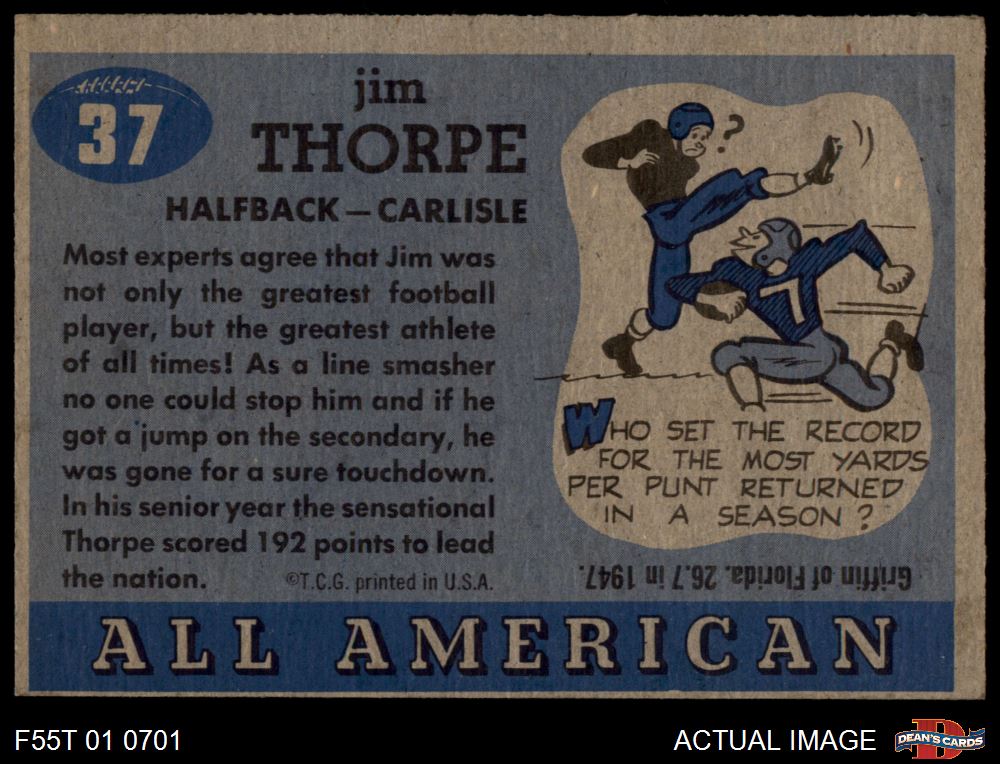 37
jim
THORPE
HALFBACK — CARLISLE
Most experts agree that Jim was
not only the greatest football
player, but the greatest athlete
of all times! As a line smasher
no one could stop him and if he
got a jump on the secondary, he
was gone for a sure touchdown.
In his senior year the sensational
Thorpe scored 192 points to lead
the nation.
©T.C.G. printed in U.S.A.
?
7
WHO SET THE RECORD
FOR THE MOST YARDS
PER PUNT RETURNED
IN A SEASON?
Griffin of Florida. 26.7 in 1947.
ALL AMERICAN
F55T 01 0701
ACTUAL IMAGE
D
DEAN'S CARDS